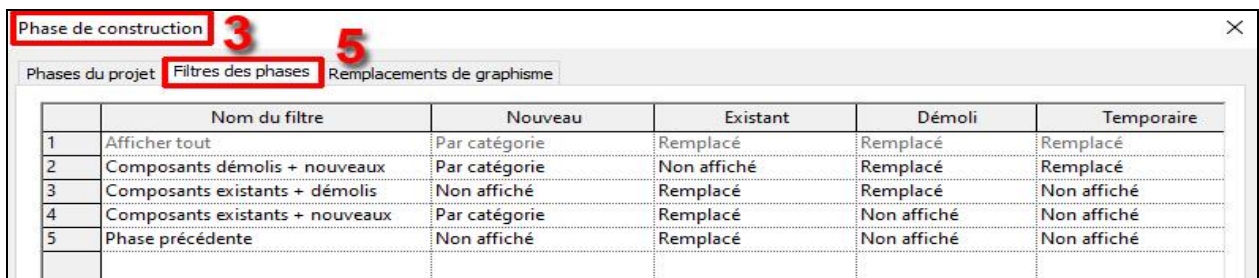 Phase de construction 3
5
Phases du projet Filtres des phases Remplacements de graphisme
Nom du filtre Nouveau Existant Démoli Temporaire
1 Afficher tout Par catégorie Remplacé Remplacé Remplacé
2 Composants démolis + nouveaux Par catégorie Non affiché Remplacé Remplacé
3 Composants existants + démolis Non affiché Remplacé Remplacé Non affiché
4 Composants existants + nouveaux Par catégorie Remplacé Non affiché Non affiché
5 Phase précédente Non affiché Remplacé Non affiché Non affiché